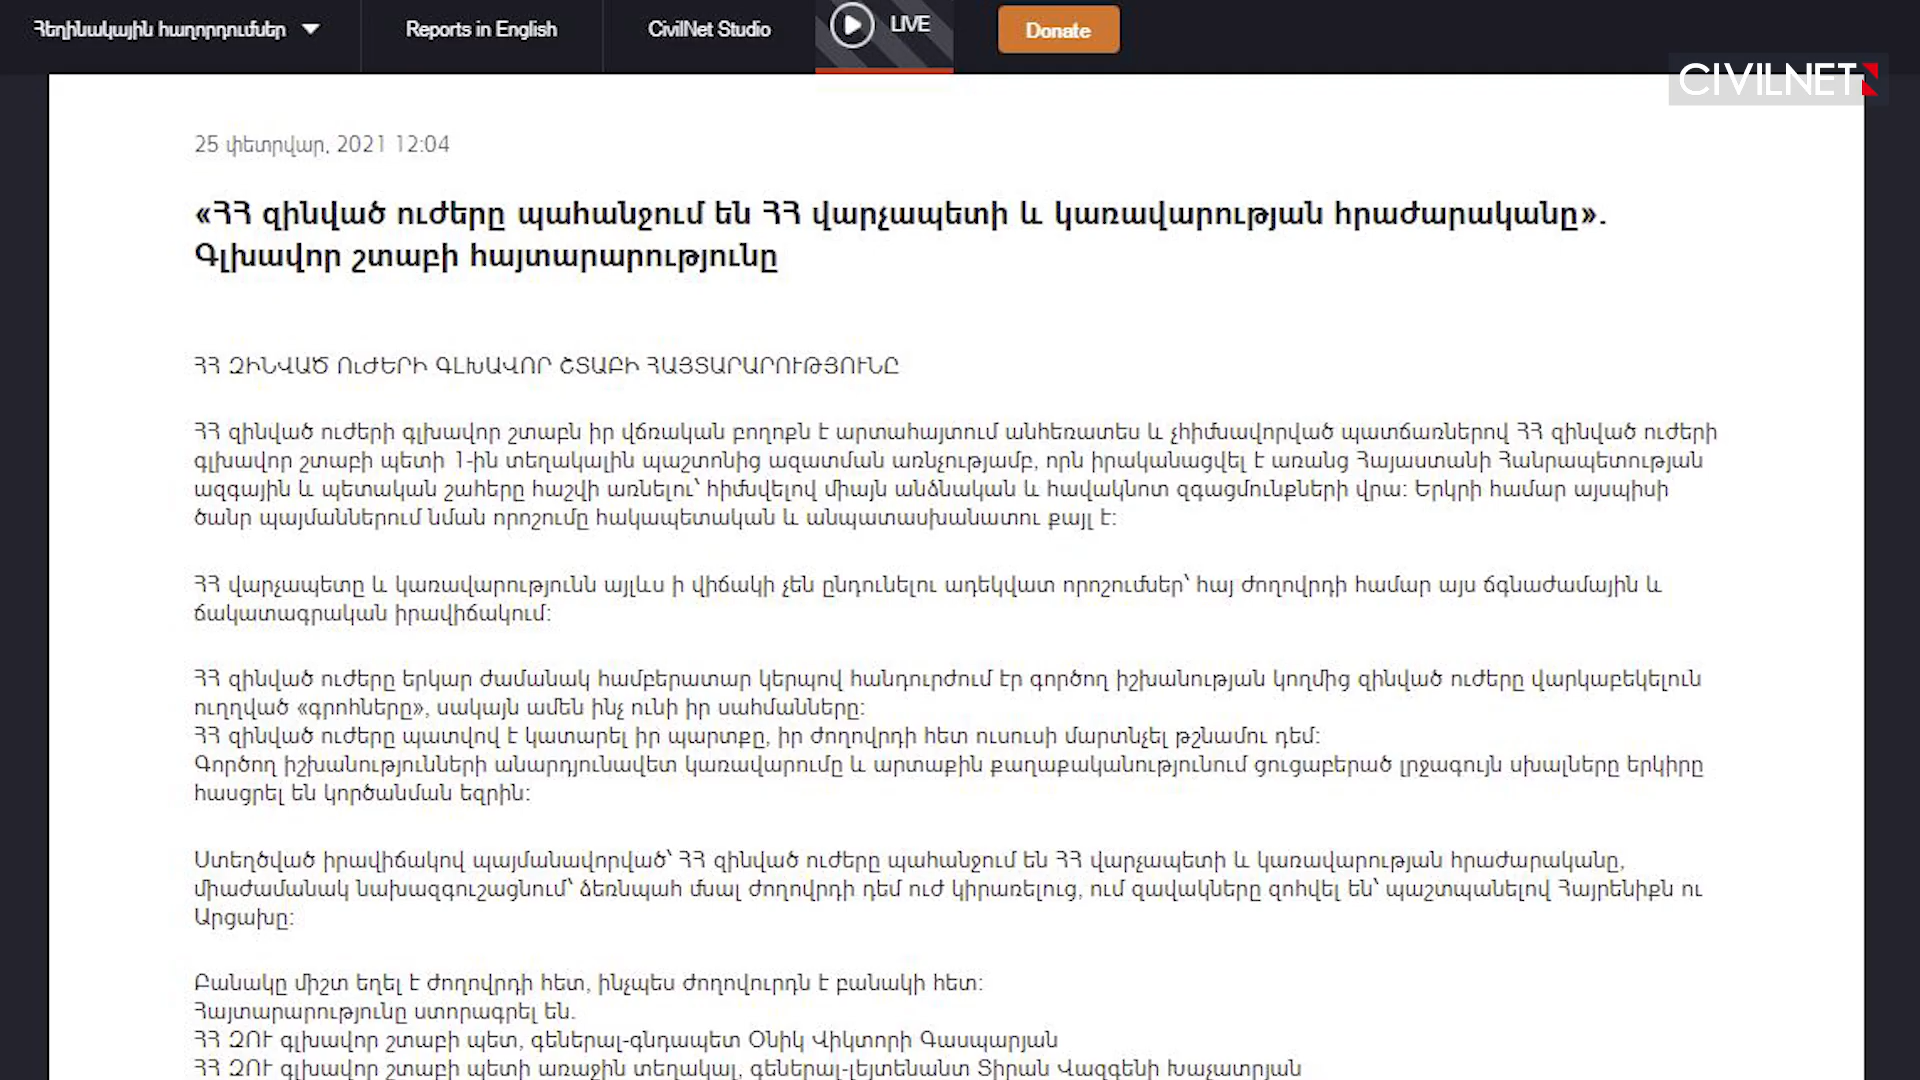 Հեղինակային հաղորդումներ
Reports in English
CivilNet Studio
LIVE
Donate
CIVILNET
25 փետրվար, 2021 12:04
«ՀՀ զինված ուժերը պահանջում են ՀՀ վարչապետի և կառավարության հրաժարականը».
Գլխավոր շտաբի հայտարարությունը
ՀՀ ԶԻՆՎԱԾ ՈւԺԵՐԻ ԳԼԽԱՎՈՐ ՇՏԱԲԻ ՀԱՅՏԱՐԱՐՈՒԹՅՈՒՆԸ
ՀՀ զինված ուժերի գլխավոր շտաբն իր վճռական բողոքն է արտահայտում անհեռատես և չհիմնավորված պատճառներով ՀՀ զինված ուժերի
գլխավոր շտաբի պետի 1-ին տեղակալին պաշտոնից ազատման առնչությամբ, որն իրականացվել է առանց Հայաստանի Հանրապետության
ազգային և պետական շահերը հաշվի առնելու՝ հիմնվելով միայն անձնական և հավակնոտ զգացմունքների վրա: Երկրի համար այսպիսի
ծանր պայմաններում նման որոշումը հակապետական և անպատասխանատու քայլ է:
ՀՀ վարչապետը և կառավարությունն այլևս ի վիճակի չեն ընդունելու ադեկվատ որոշումներ՝ հայ ժողովրդի համար այս ճգնաժամային և
ճակատագրական իրավիճակում:
ՀՀ զինված ուժերը երկար ժամանակ համբերատար կերպով հանդուրժում էր գործող իշխանության կողմից զինված ուժերը վարկաբեկելուն
ուղղված «գրոհները», սակայն ամեն ինչ ունի իր սահմանները:
ՀՀ զինված ուժերը պատվով է կատարել իր պարտքը, իր ժողովրդի հետ ուսուսի մարտնչել թշնամու դեմ:
Գործող իշխանությունների անարդյունավետ կառավարումը և արտաքին քաղաքականությունում ցուցաբերած լրջագույն սխալները երկիրը
հասցրել են կործանման եզրին:
Ստեղծված իրավիճակով պայմանավորված՝ ՀՀ զինված ուժերը պահանջում են ՀՀ վարչապետի և կառավարության հրաժարականը,
միաժամանակ նախազգուշացնում՝ ձեռնպահ մնալ ժողովրդի դեմ ուժ կիրառելուց, ում զավակները զոհվել են՝ պաշտպանելով Հայրենիքն ու
Արցախը:
Բանակը միշտ եղել է ժողովրդի հետ, ինչպես ժողովուրդն է բանակի հետ:
Հայտարարությունը ստորագրել են.
ՀՀ ԶՈՒ գլխավոր շտաբի պետ, գեներալ-գնդապետ Օնիկ Վիկտորի Գասպարյան
ՀՀ ԶՈՒ գլխավոր շտաբի պետի առաջին տեղակալ, գեներալ-լեյտենանտ Տիրան Վազգենի Խաչատրյան